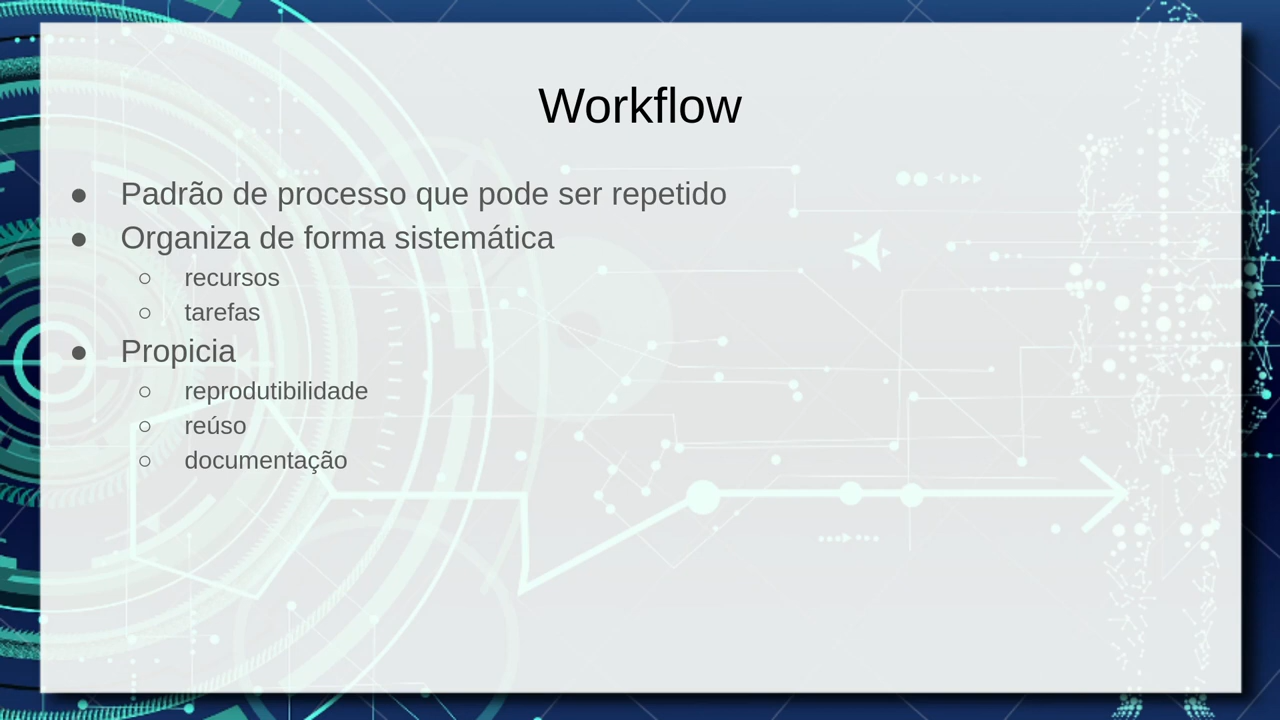 Workflow
● Padrão de processo que pode ser repetido
● Organiza de forma sistemática
○ recursos
○ tarefas
● Propicia
○ reprodutibilidade
○ reúso
○ documentação